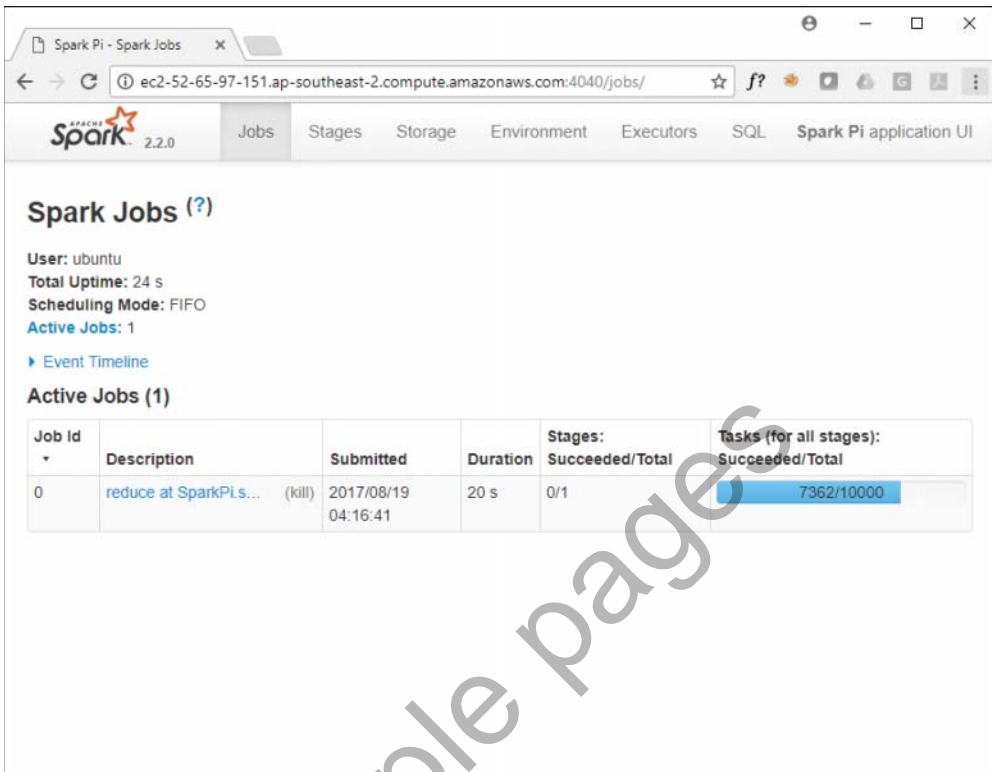 Spark Pi - Spark Jobs
ec2-52-65-97-151.ap-southeast-2.compute.amazonaws.com:4040/jobs/
f?
G
APACHE Spark 2.2.0 Jobs Stages Storage Environment Executors SQL Spark Pi application UI
Spark Jobs (?)
User: ubuntu
Total Uptime: 24 s
Scheduling Mode: FIFO
Active Jobs: 1
Event Timeline
Active Jobs (1)
Job Id Description Submitted Duration Stages: Succeeded/Total Tasks (for all stages): Succeeded/Total
0 reduce at SparkPi.s... (kill) 2017/08/19 04:16:41 20 s 0/1 7362/10000
ple pages